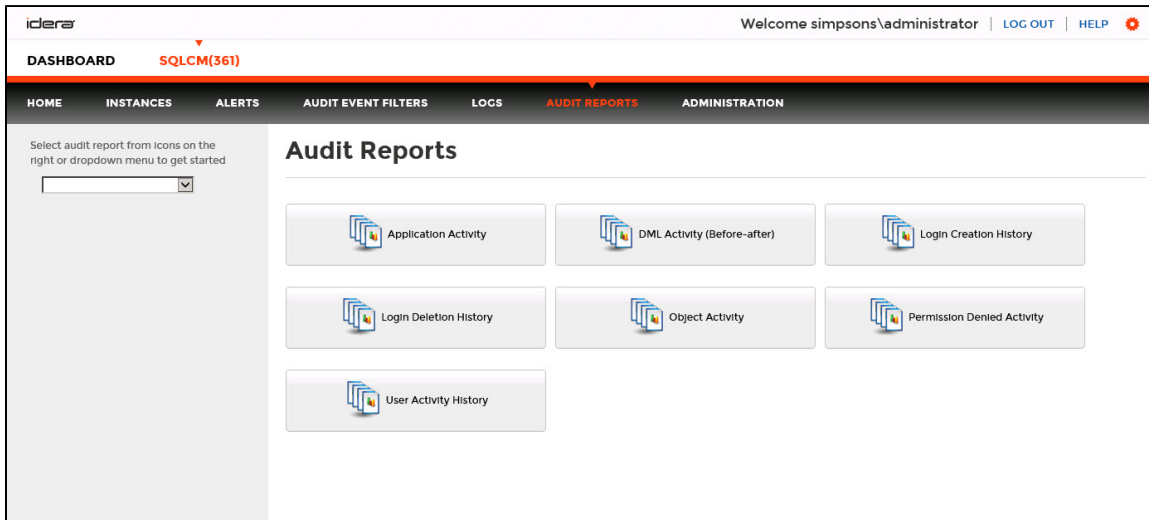 idera
Welcome simpsons\administrator | LOG OUT | HELP
DASHBOARD SQLCM(361)
HOME INSTANCES ALERTS AUDIT EVENT FILTERS LOGS AUDIT REPORTS ADMINISTRATION
Select audit report from icons on the
right or dropdown menu to get started
Audit Reports
Application Activity
DML Activity (Before-after)
Login Creation History
Login Deletion History
Object Activity
Permission Denied Activity
User Activity History